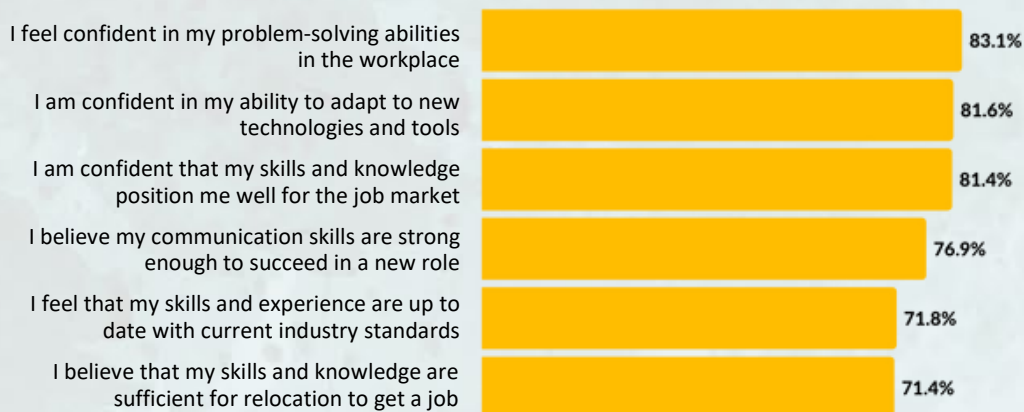 I feel confident in my problem-solving abilities
in the workplace
83.1%
I am confident in my ability to adapt to new
technologies and tools
81.6%
I am confident that my skills and knowledge
position me well for the job market
81.4%
I believe my communication skills are strong
enough to succeed in a new role
76.9%
I feel that my skills and experience are up to
date with current industry standards
71.8%
I believe that my skills and knowledge are
sufficient for relocation to get a job
71.4%